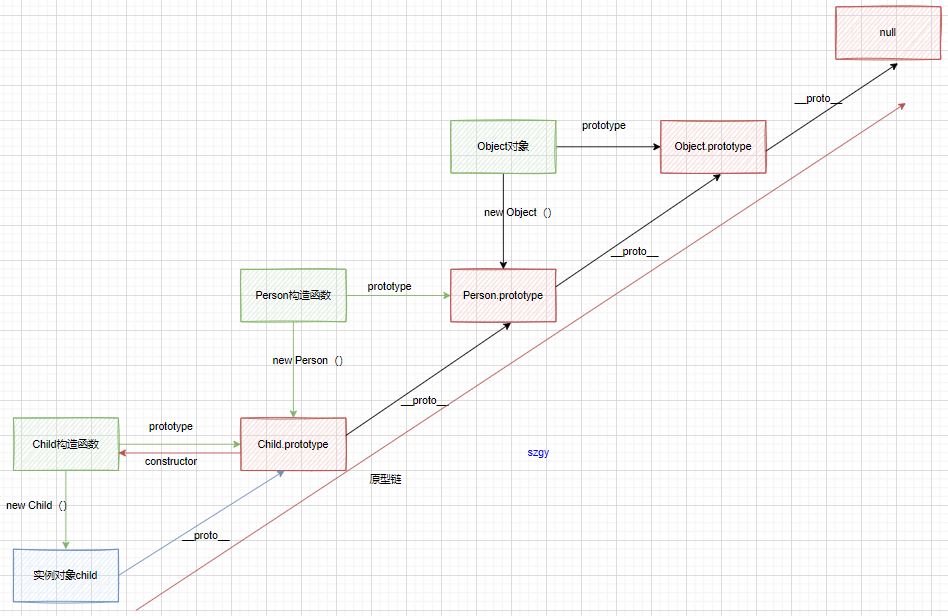 null
__proto__
prototype
Object对象
Object.prototype
new Object（）
__proto__
prototype
Person构造函数
Person.prototype
new Person（）
__proto__
prototype
Child构造函数
Child.prototype
szgy
constructor
原型链
new Child（）
__proto__
实例对象child